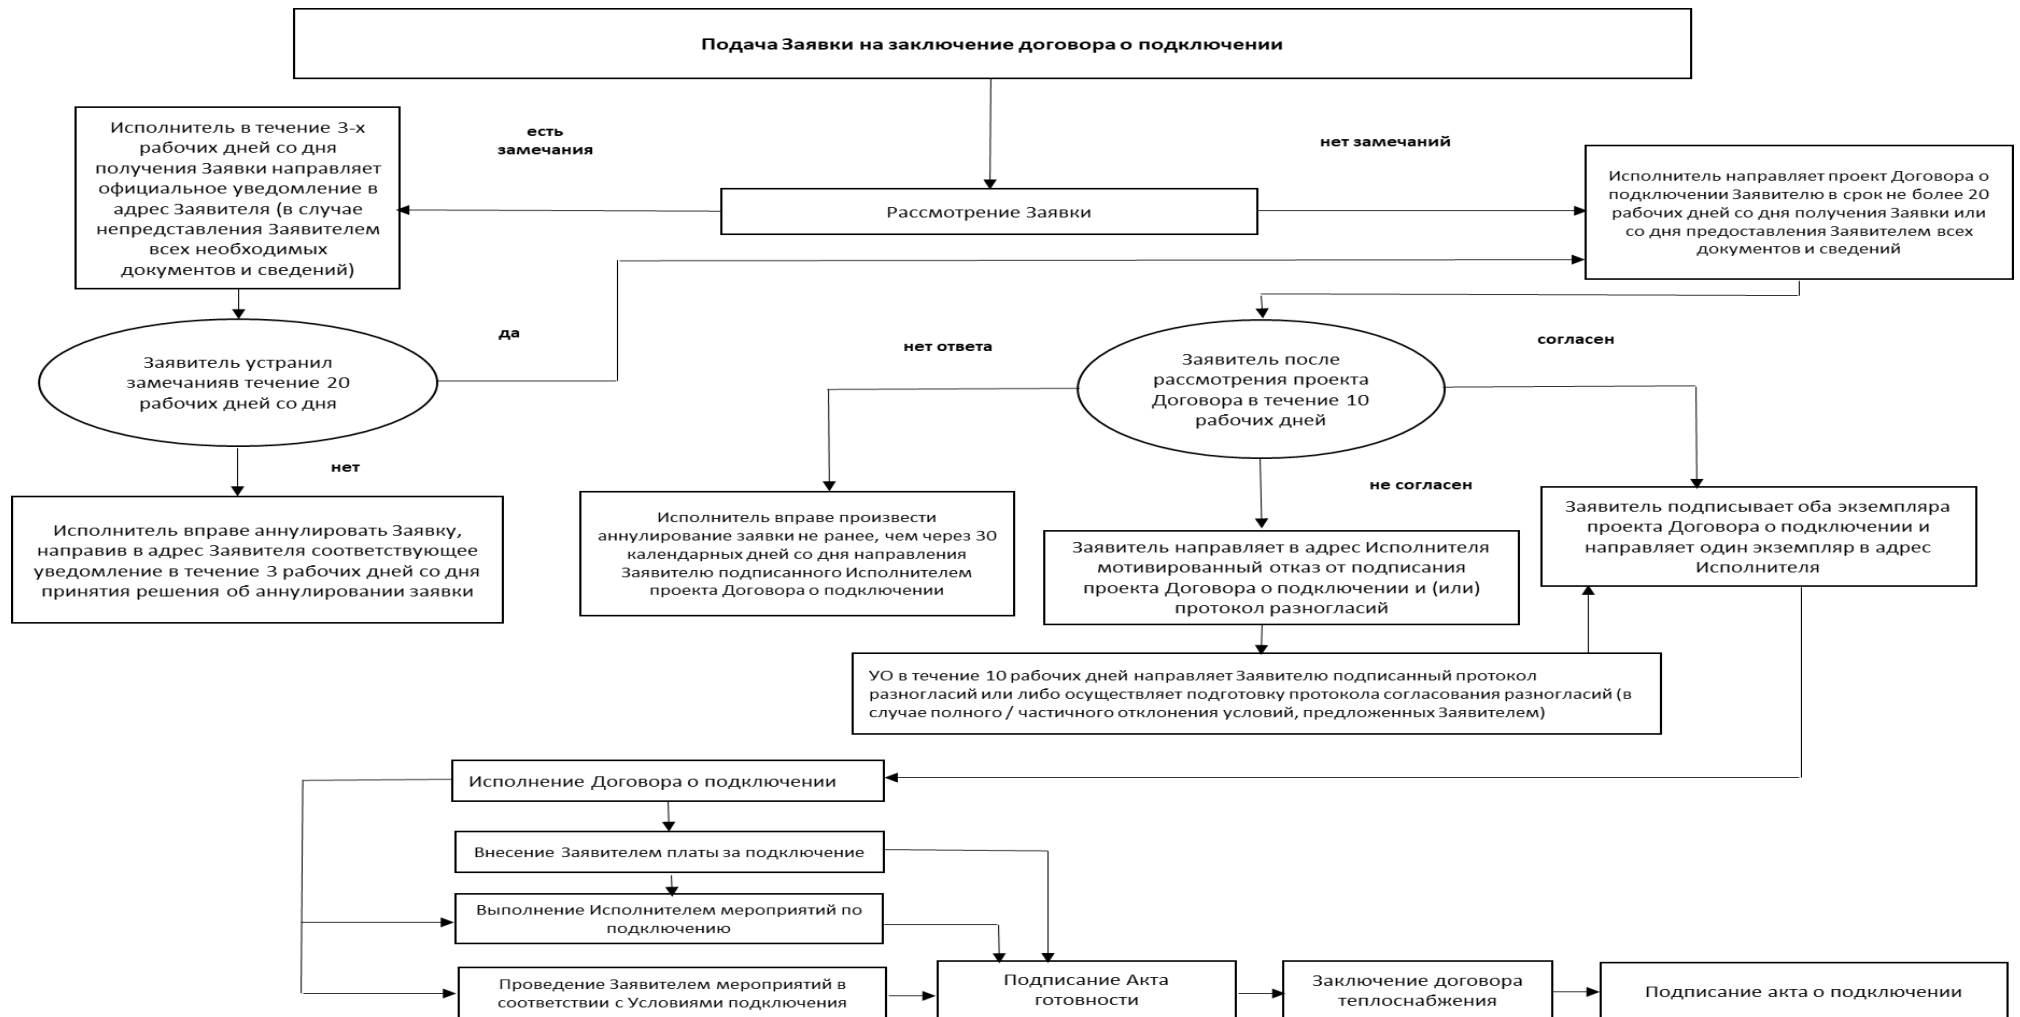 Подача Заявки на заключение договора о подключении
Исполнитель в течение 3-х
рабочих дней со дня
получения Заявки направляет
официальное уведомление в
адрес Заявителя (в случае
непредставления Заявителем
всех необходимых
документов и сведений)
есть
замечания
нет замечаний
Рассмотрение Заявки
Исполнитель направляет проект Договора о
подключении Заявителю в срок не более 20
рабочих дней со дня получения Заявки или
со дня предоставления Заявителем всех
документов и сведений
Заявитель устранил
замечанияв течение 20
рабочих дней со дня
да
нет
нет ответа
Заявитель после
рассмотрения проекта
Договора в течение 10
рабочих дней
согласен
не согласен
Исполнитель вправе аннулировать Заявку,
направив в адрес Заявителя соответствующее
уведомление в течение 3 рабочих дней со дня
принятия решения об аннулировании заявки
Исполнитель вправе произвести
аннулирование заявки не ранее, чем через 30
календарных дней со дня направления
Заявителю подписанного Исполнителем
проекта Договора о подключении
Заявитель направляет в адрес Исполнителя
мотивированный отказ от подписания
проекта Договора о подключении и (или)
протокол разногласий
Заявитель подписывает оба экземпляра
проекта Договора о подключении и
направляет один экземпляр в адрес
Исполнителя
УО в течение 10 рабочих дней направляет Заявителю подписанный протокол
разногласий или либо осуществляет подготовку протокола согласования разногласий (в
случае полного / частичного отклонения условий, предложенных Заявителем)
Исполнение Договора о подключении
Внесение Заявителем платы за подключение
Выполнение Исполнителем мероприятий по
подключению
Проведение Заявителем мероприятий в
соответствии с Условиями подключения
Подписание Акта
готовности
Заключение договора
теплоснабжения
Подписание акта о подключении